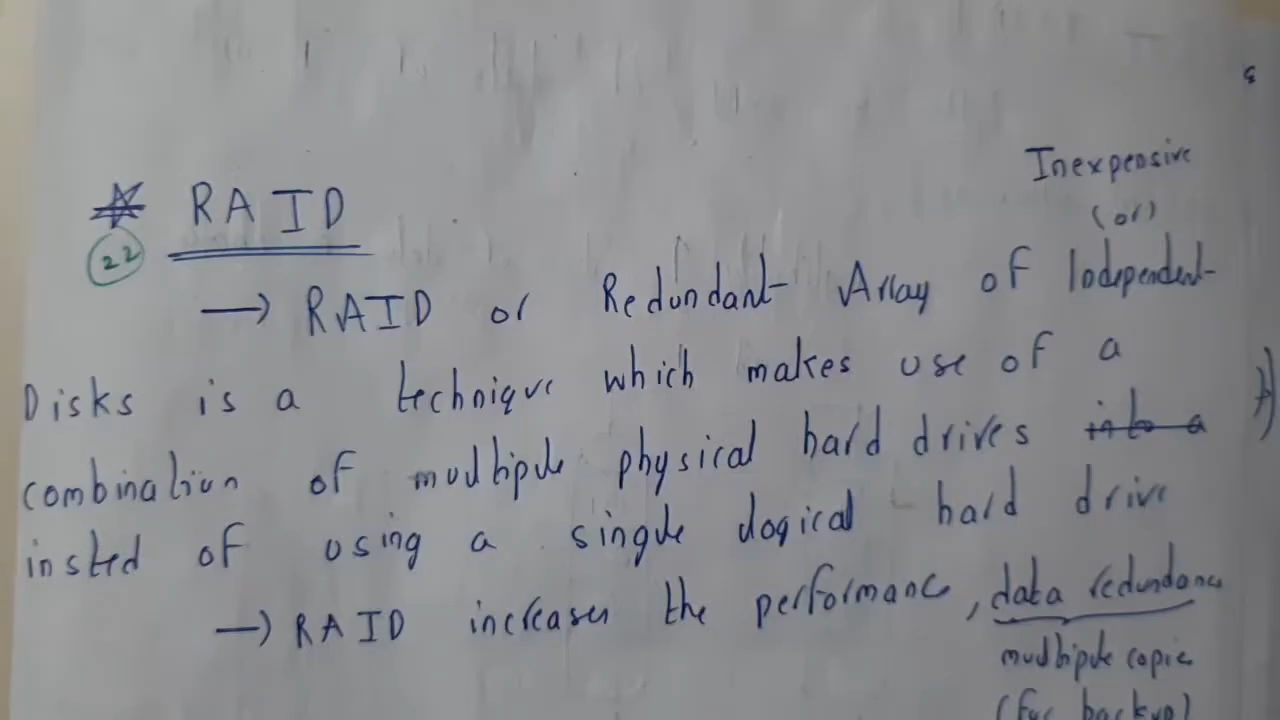 RAID
22
Inexpensive
(or)
→ RAID or Redundant Array of Independent
Disks is a technique which makes use of a
combination of multiple physical hard drives into a
insted of using a single logical hard drive
→ RAID increases the performance, data redundance
multiple copie
(for backup)